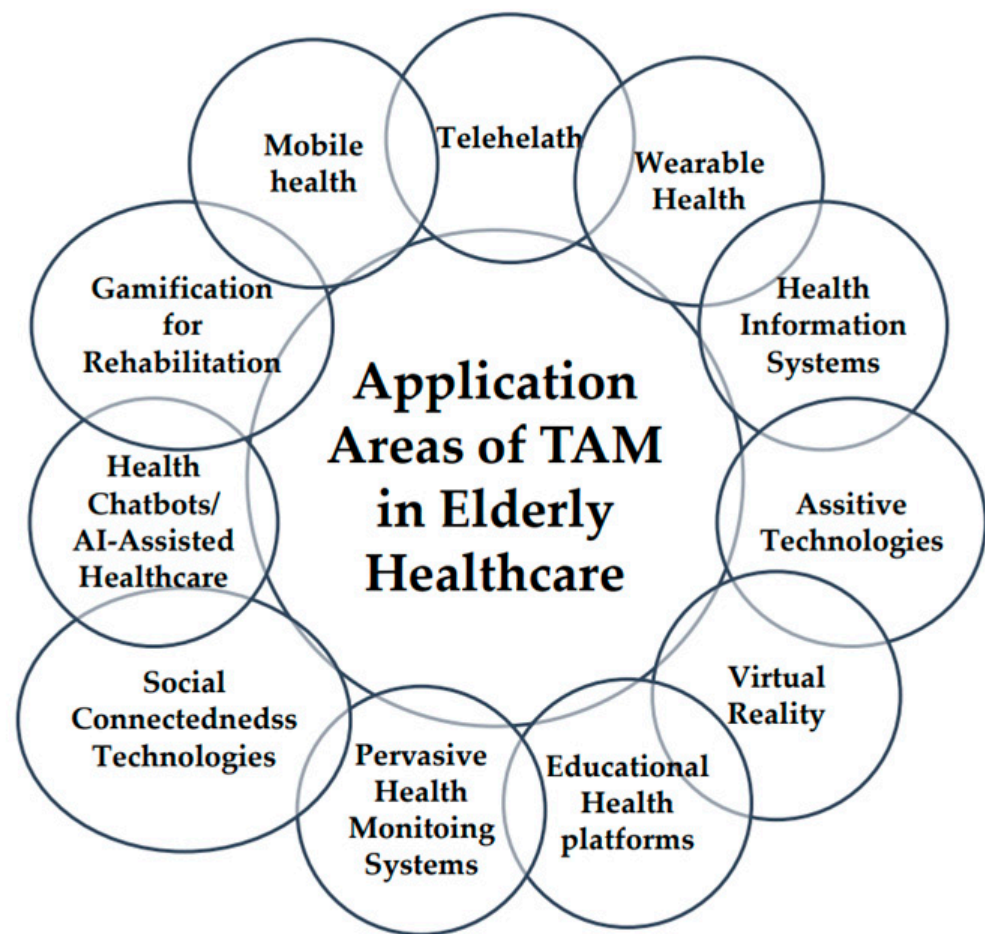 Application
Areas of TAM
in Elderly
Healthcare
Telehelath
Wearable
Health
Health
Information
Systems
Assitive
Technologies
Virtual
Reality
Educational
Health
platforms
Pervasive
Health
Monitoing
Systems
Social
Connectednedss
Technologies
Health
Chatbots/
AI-Assisted
Healthcare
Gamification
for
Rehabilitation
Mobile
health